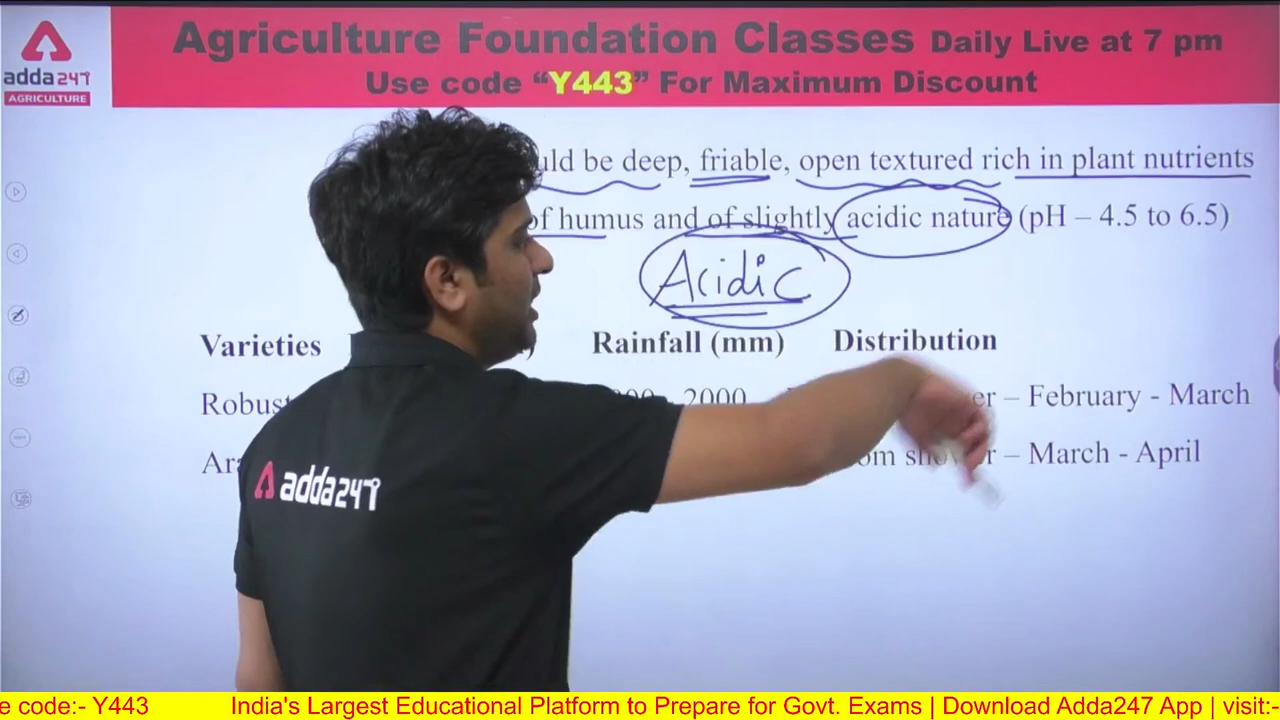 Agriculture Foundation Classes Daily Live at 7 pm
Use code “Y443” For Maximum Discount
adda247
AGRICULTURE
be deep, friable, open textured rich in plant nutrients
of humus and of slightly acidic nature (pH – 4.5 to 6.5)
Acidic
Varieties Rainfall (mm) Distribution
2000 – February - March
– March - April
adda247
code:- Y443 India's Largest Educational Platform to Prepare for Govt. Exams | Download Adda247 App | visit:-